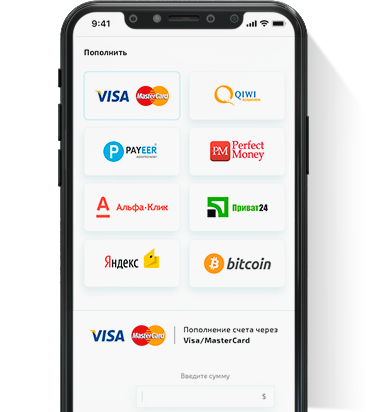 9:41
Пополнить
VISA MasterCard
QIWI
PAYEER
PM Perfect
Money
А Альфа·Клик
Приват24
Яндекс
bitcoin
VISA MasterCard
Пополнение счета через
Visa/MasterCard
Введите сумму
$